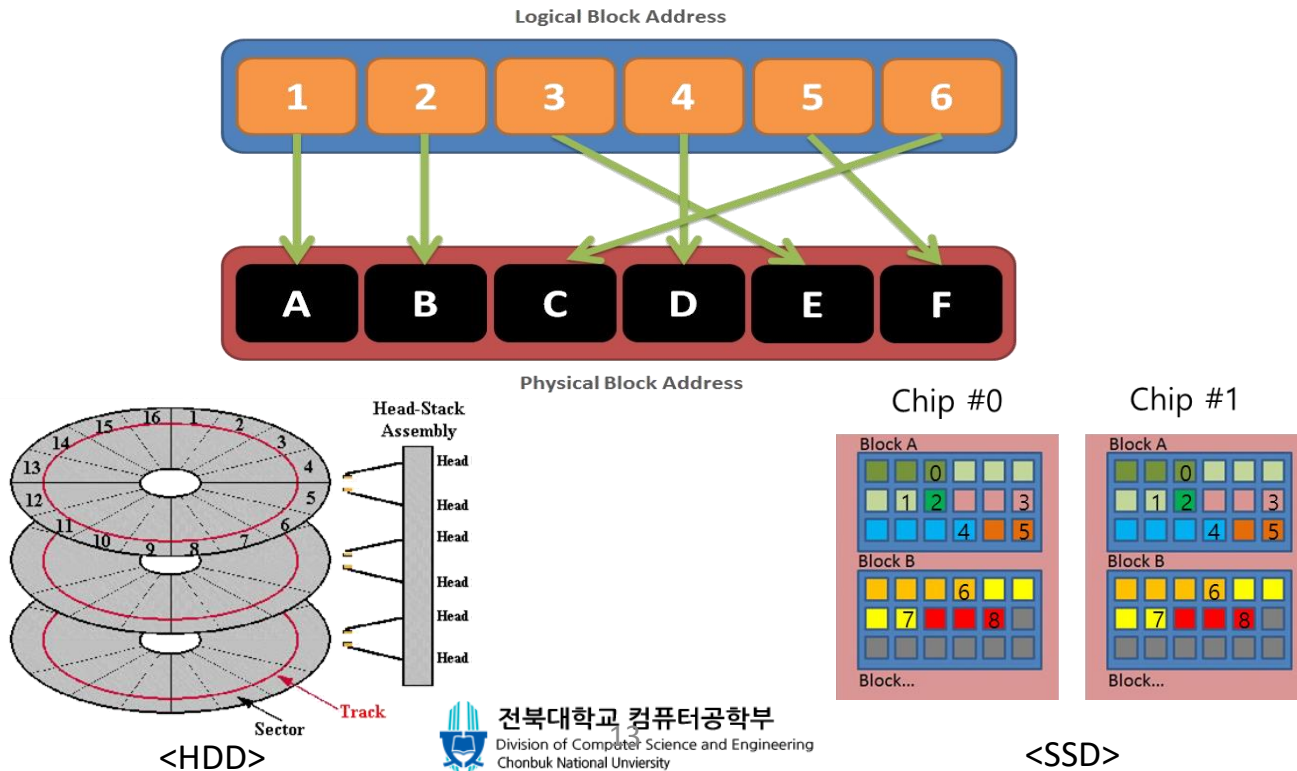 Logical Block Address
1 2 3 4 5 6
A B C D E F
Physical Block Address
16 1 2 3 4 5 6 7 8 9 10 11 12 13 14 15
Head-Stack
Assembly
Head
Head
Head
Head
Head
Head
Track
Sector
<HDD>
Chip #0
Block A
0
1 2 3
4 5
Block B
6
7 8
Block...
Chip #1
Block A
0
1 2 3
4 5
Block B
6
7 8
Block...
<SSD>
전북대학교 컴퓨터공학부
13
Division of Computer Science and Engineering
Chonbuk National Unviersity